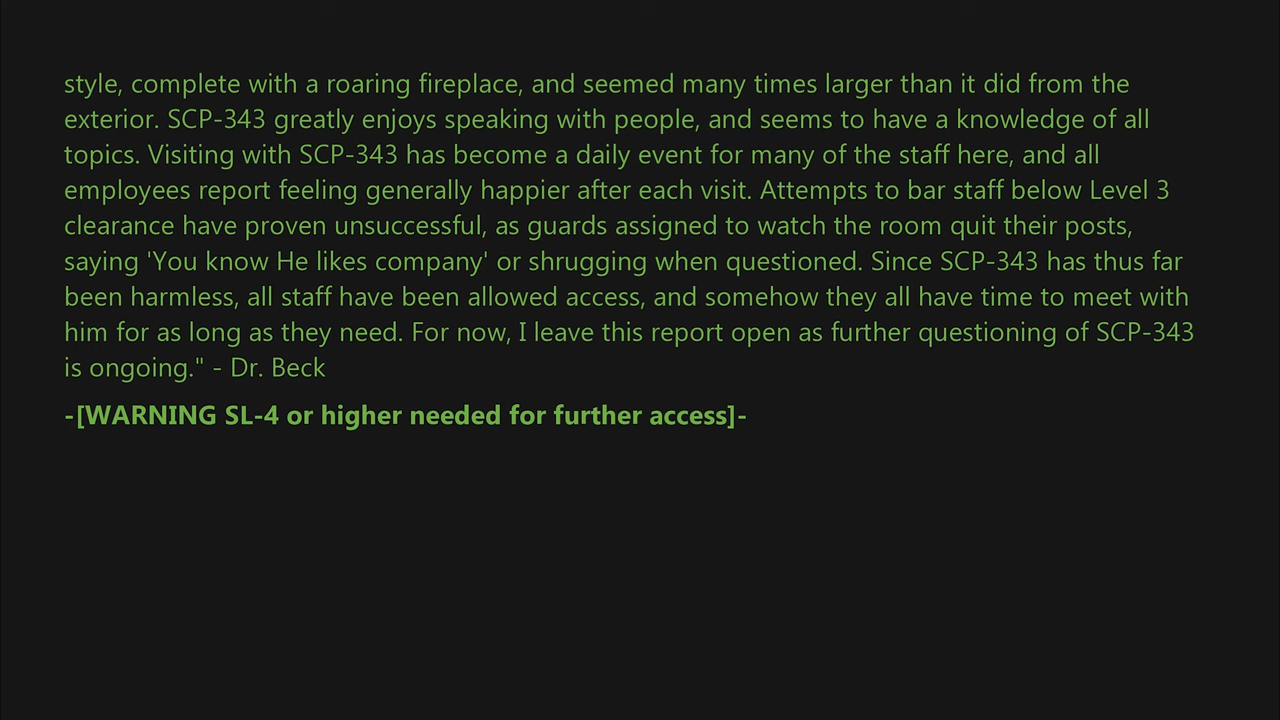 style, complete with a roaring fireplace, and seemed many times larger than it did from the
exterior. SCP-343 greatly enjoys speaking with people, and seems to have a knowledge of all
topics. Visiting with SCP-343 has become a daily event for many of the staff here, and all
employees report feeling generally happier after each visit. Attempts to bar staff below Level 3
clearance have proven unsuccessful, as guards assigned to watch the room quit their posts,
saying 'You know He likes company' or shrugging when questioned. Since SCP-343 has thus far
been harmless, all staff have been allowed access, and somehow they all have time to meet with
him for as long as they need. For now, I leave this report open as further questioning of SCP-343
is ongoing." - Dr. Beck
-[WARNING SL-4 or higher needed for further access]-